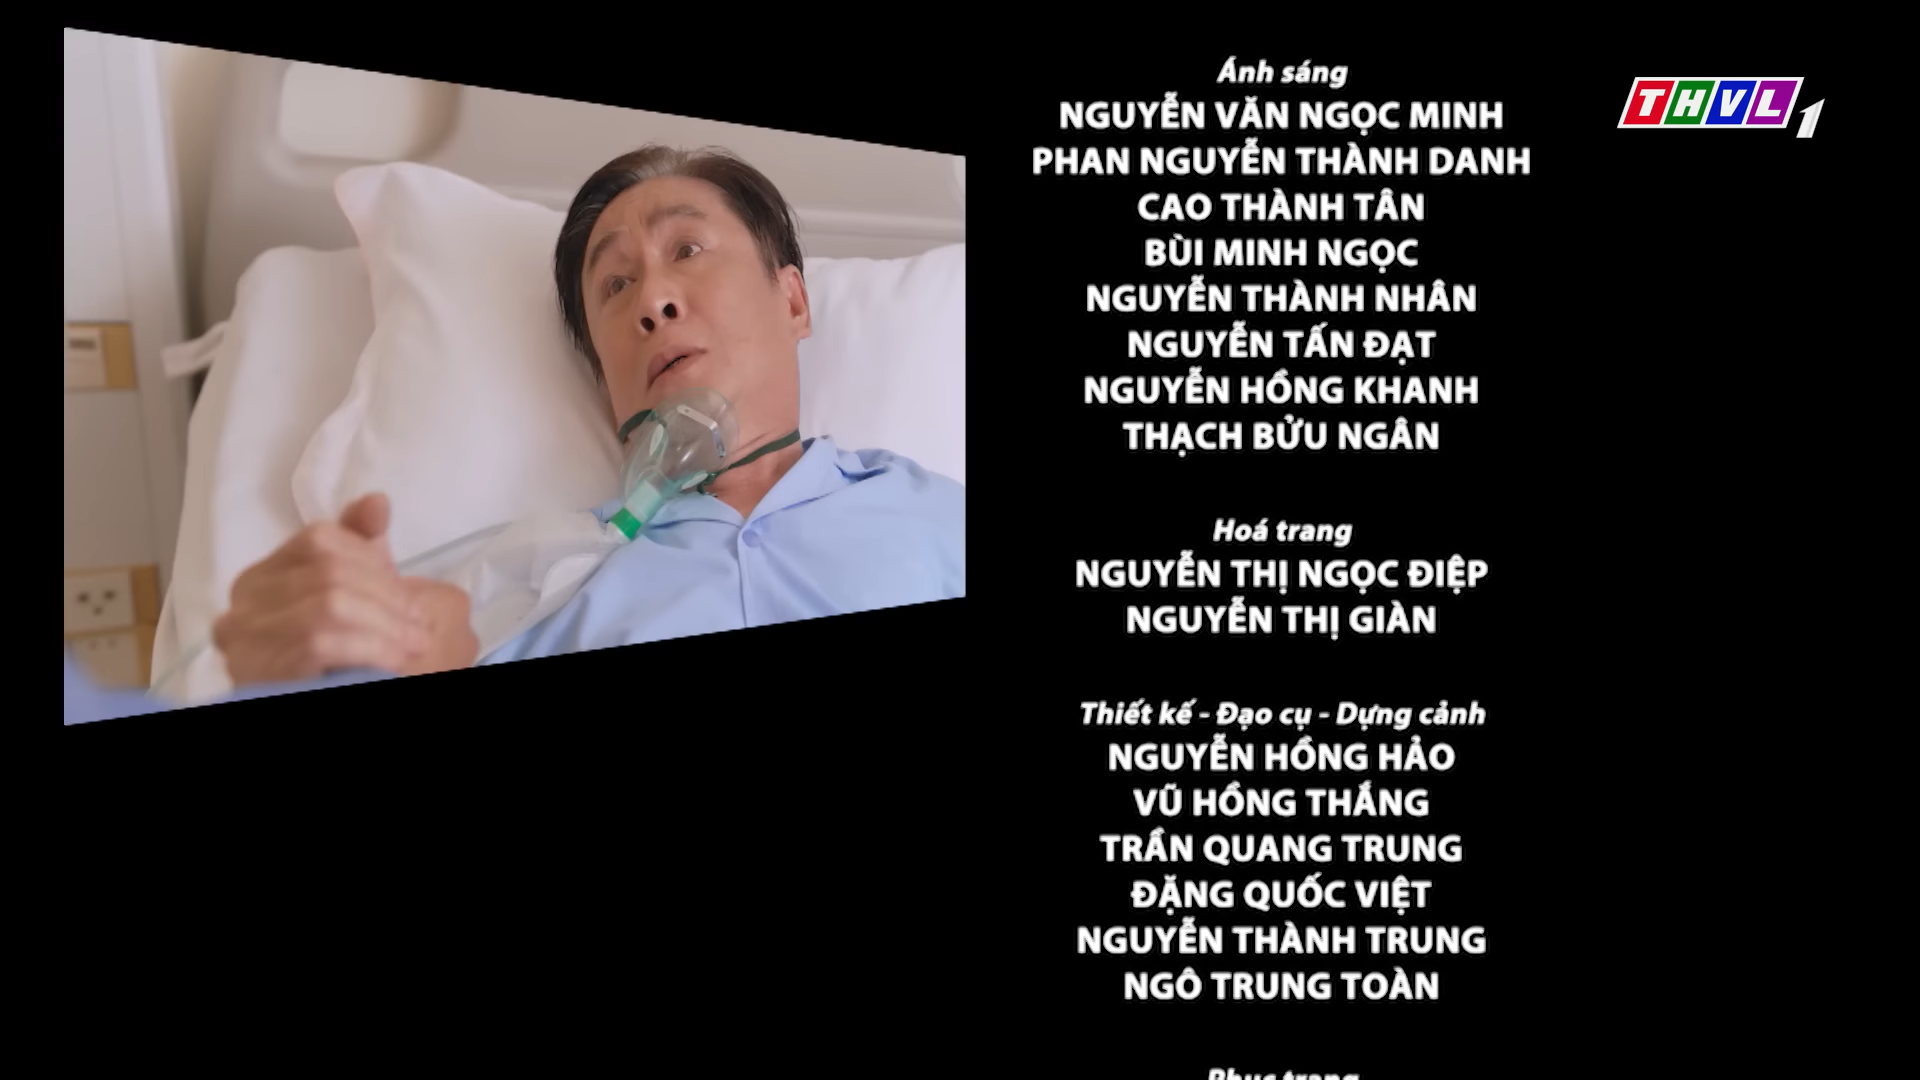 Ánh sáng
NGUYỄN VĂN NGỌC MINH
PHAN NGUYỄN THÀNH DANH
CAO THÀNH TÂN
BÙI MINH NGỌC
NGUYỄN THÀNH NHÂN
NGUYỄN TẤN ĐẠT
NGUYỄN HỒNG KHANH
THẠCH BỬU NGÂN
Hoá trang
NGUYỄN THỊ NGỌC ĐIỆP
NGUYỄN THỊ GIÀN
Thiết kế - Đạo cụ - Dựng cảnh
NGUYỄN HỒNG HẢO
VŨ HỒNG THẮNG
TRẦN QUANG TRUNG
ĐẶNG QUỐC VIỆT
NGUYỄN THÀNH TRUNG
NGÔ TRUNG TOÀN
THVL1